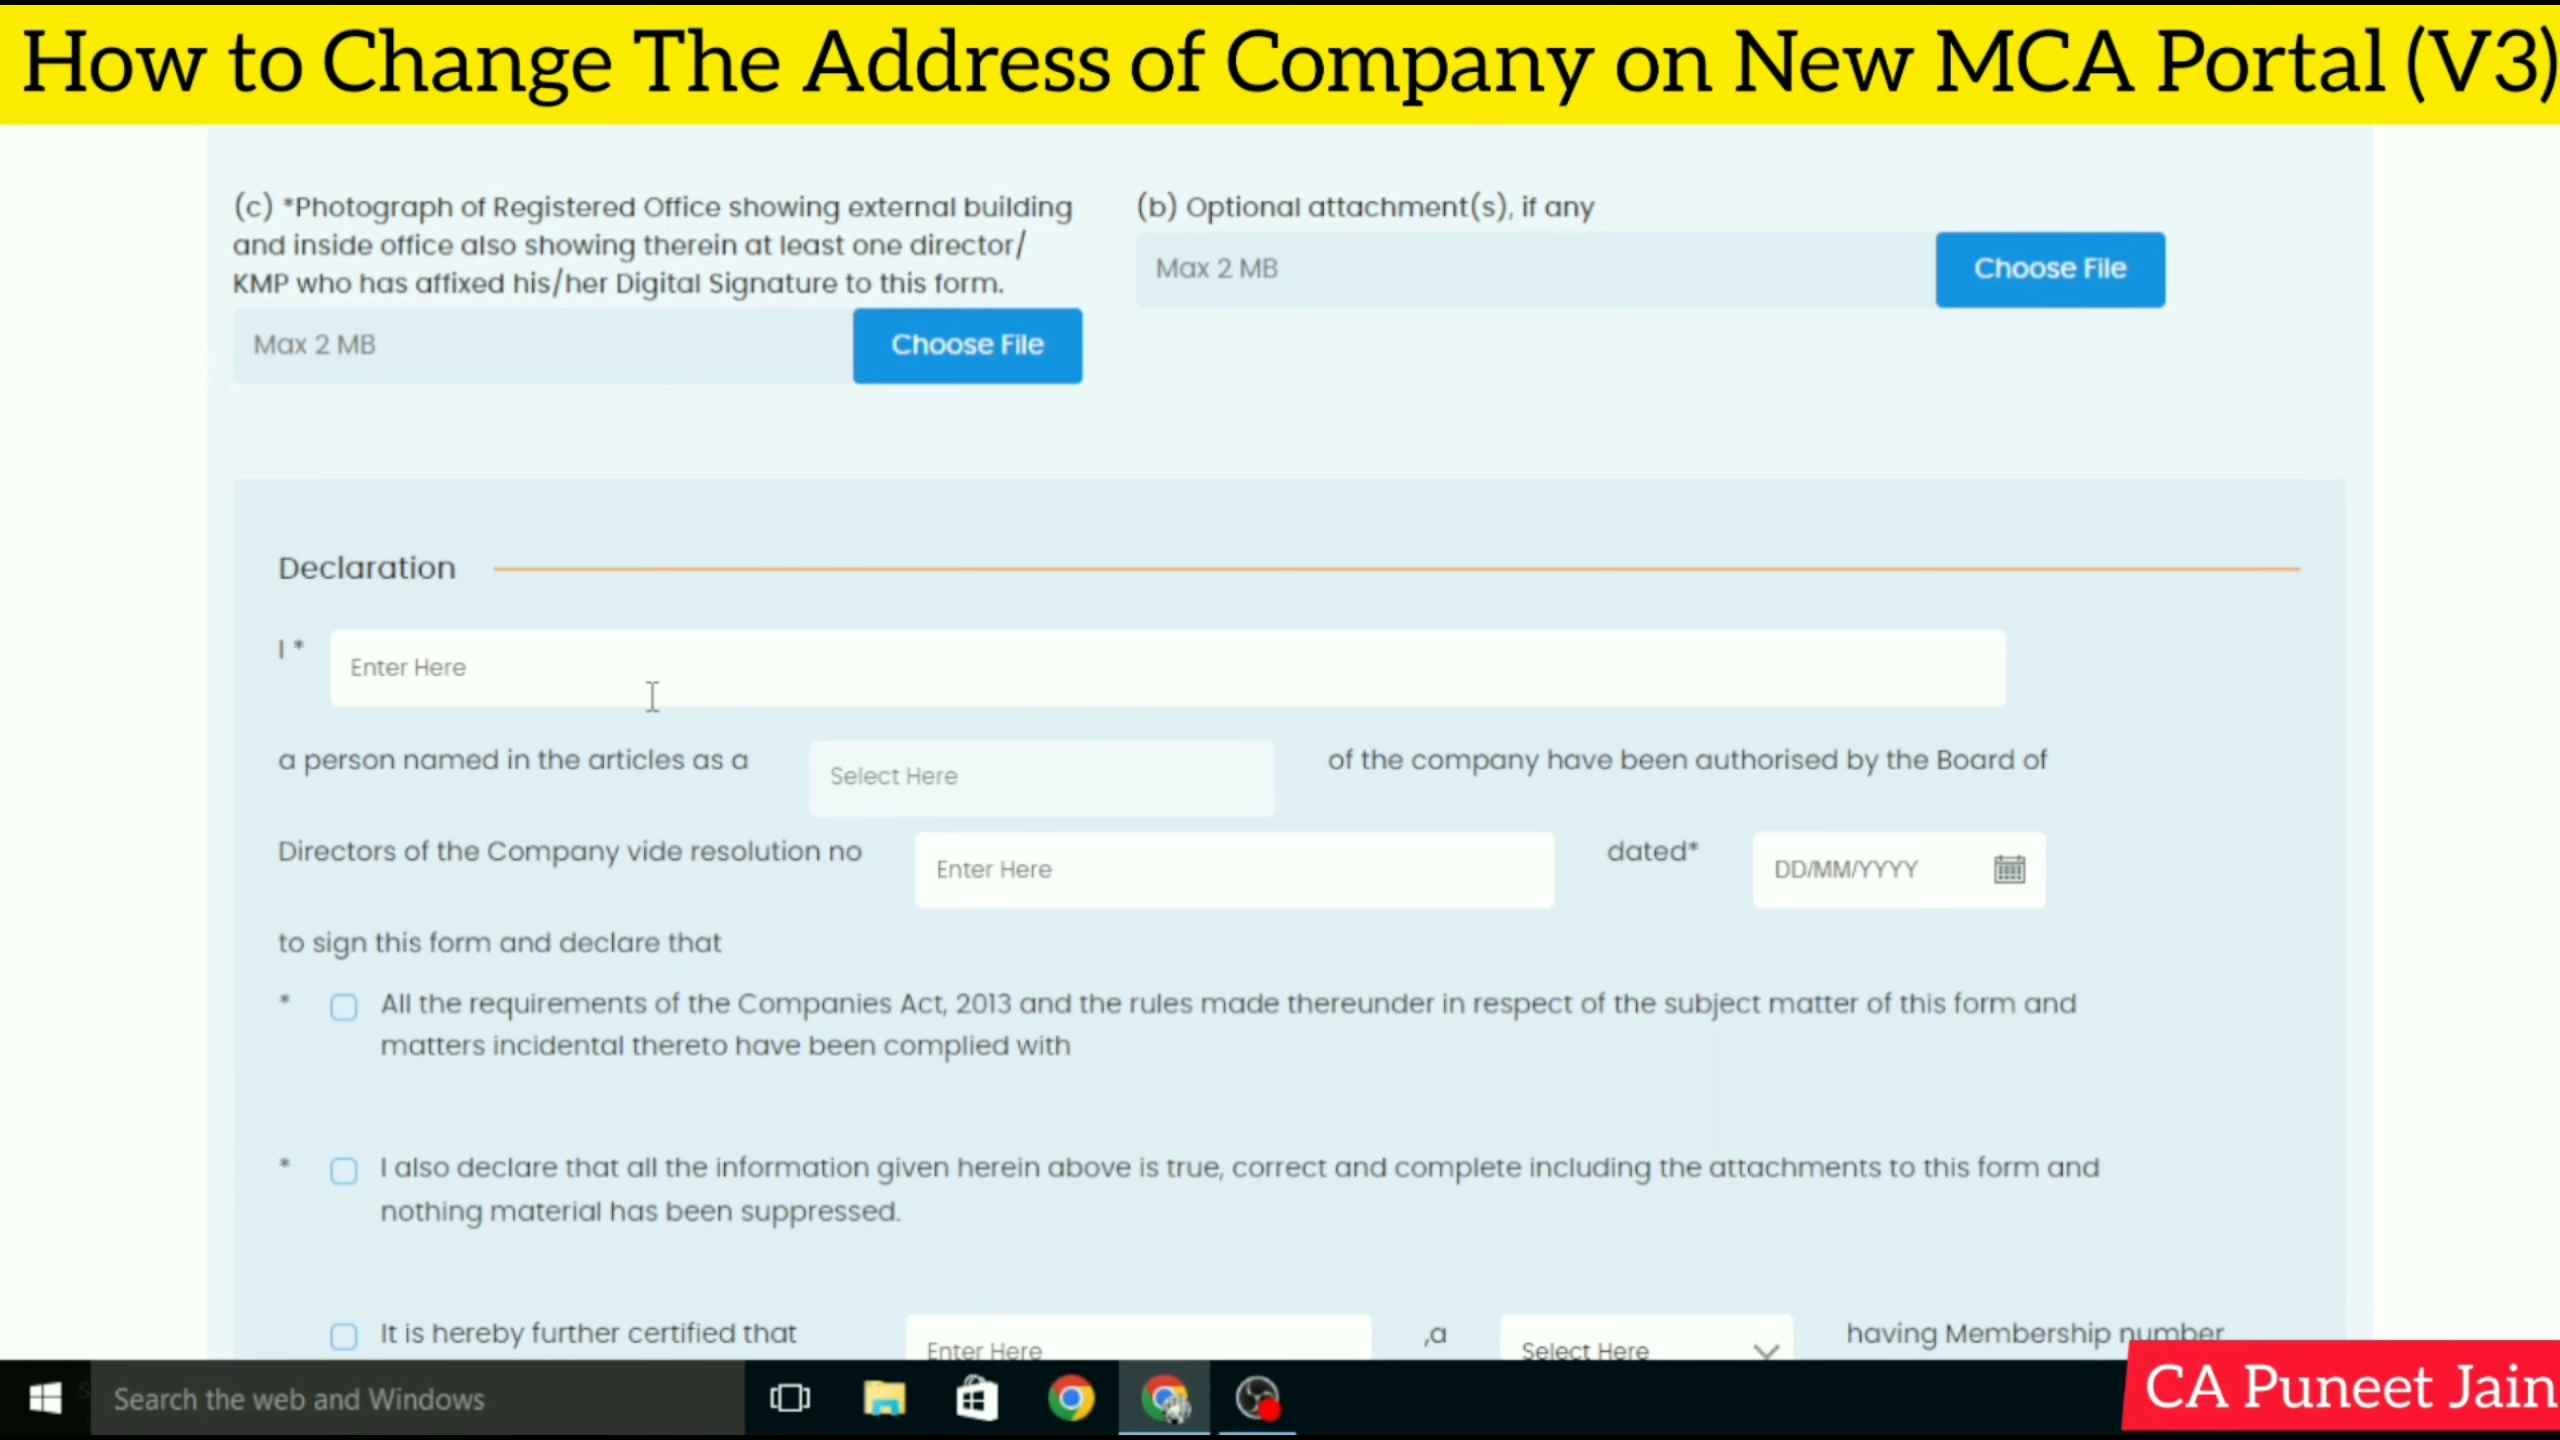 How to Change The Address of Company on New MCA Portal (V3)
(c) *Photograph of Registered Office showing external building
and inside office also showing therein at least one director/
KMP who has affixed his/her Digital Signature to this form.
Max 2 MB
Choose File
(b) Optional attachment(s), if any
Max 2 MB
Choose File
Declaration
I *
Enter Here
a person named in the articles as a
Select Here
of the company have been authorised by the Board of
Directors of the Company vide resolution no
Enter Here
dated*
DD/MM/YYYY
to sign this form and declare that
* All the requirements of the Companies Act, 2013 and the rules made thereunder in respect of the subject matter of this form and
matters incidental thereto have been complied with
* I also declare that all the information given herein above is true, correct and complete including the attachments to this form and
nothing material has been suppressed.
It is hereby further certified that
Enter Here
,a
Select Here
having Membership number
Search the web and Windows
CA Puneet Jain